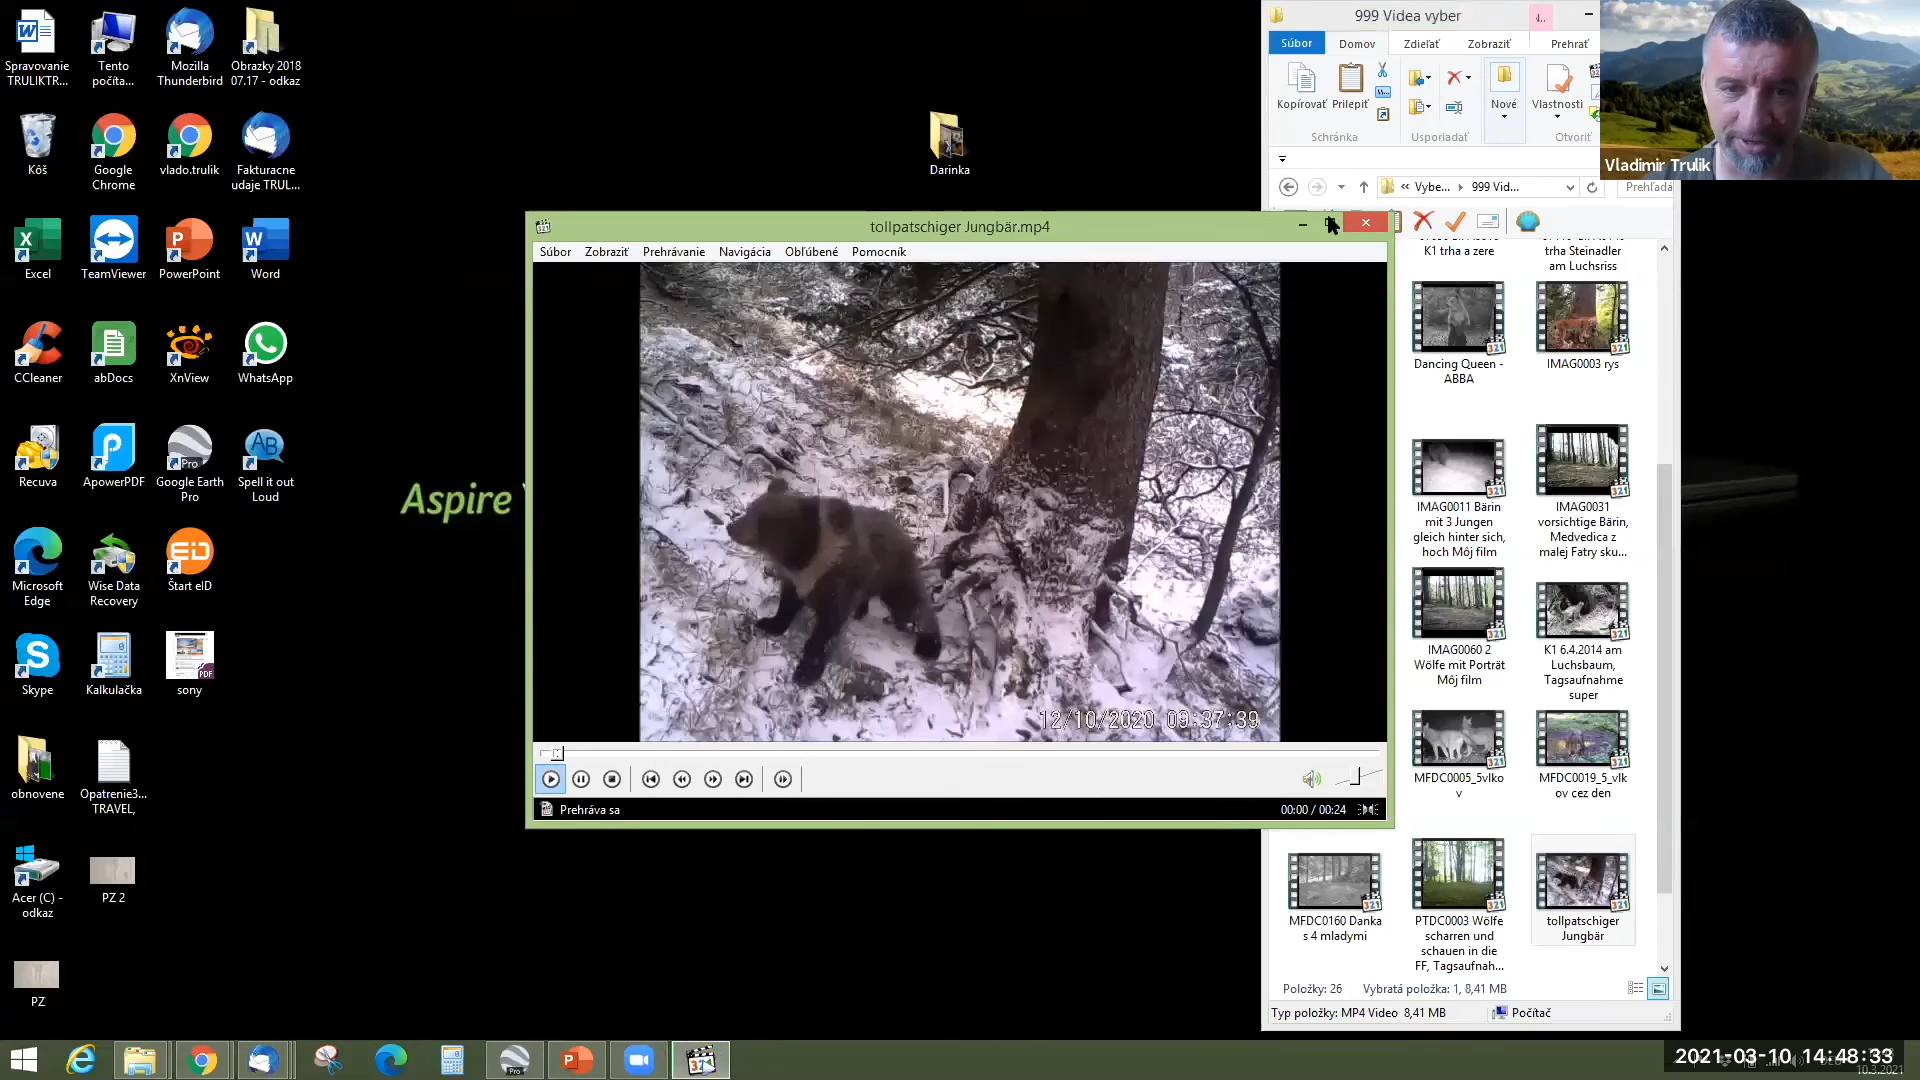 Spravovanie
TRULIKTR...
Tento
počíta...
Mozilla
Thunderbird
Obrazky 2018
07.17 - odkaz
Kôš
Google
Chrome
vlado.trulik
Fakturacne
udaje TRUL...
Darinka
Excel
TeamViewer
PowerPoint
Word
CCleaner
abDocs
XnView
WhatsApp
Recuva
ApowerPDF
Google Earth
Pro
Spell it out
Loud
Microsoft
Edge
Wise Data
Recovery
Štart eID
Skype
Kalkulačka
sony
obnovene
Opatrenie3...
TRAVEL,
Acer (C) -
odkaz
PZ 2
PZ
Aspire
999 Videa vyber
Súbor
Domov
Zdieľať
Zobraziť
Prehrať
Kopírovať
Prilepiť
Nové
Vlastnosti
Schránka
Usporiadať
Otvoriť
Vladimir Trulik
« Vybe...
999 Vid...
Prehľadá
tollpatschiger Jungbär.mp4
Súbor
Zobraziť
Prehrávanie
Navigácia
Obľúbené
Pomocník
12/10/2020 09:37:39
Prehráva sa
00:00 / 00:24
K1 trha a zere
trha Steinadler
am Luchsriss
Dancing Queen -
ABBA
IMAG0003 rys
IMAG0011 Bärin
mit 3 Jungen
gleich hinter sich,
hoch Môj film
IMAG0031
vorsichtige Bärin,
Medvedica z
malej Fatry sku...
IMAG0060 2
Wölfe mit Porträt
Môj film
K1 6.4.2014 am
Luchsbaum,
Tagsaufnahme
super
MFDC0005_5vlko
v
MFDC0019_5_vlk
ov cez den
MFDC0160 Danka
s 4 mladymi
PTDC0003 Wölfe
scharren und
schauen in die
FF, Tagsaufnah...
tollpatschiger
Jungbär
Položky: 26
Vybratá položka: 1, 8,41 MB
Typ položky: MP4 Video 8,41 MB
Počítač
2021-03-10 14:48:33
10.3.2021